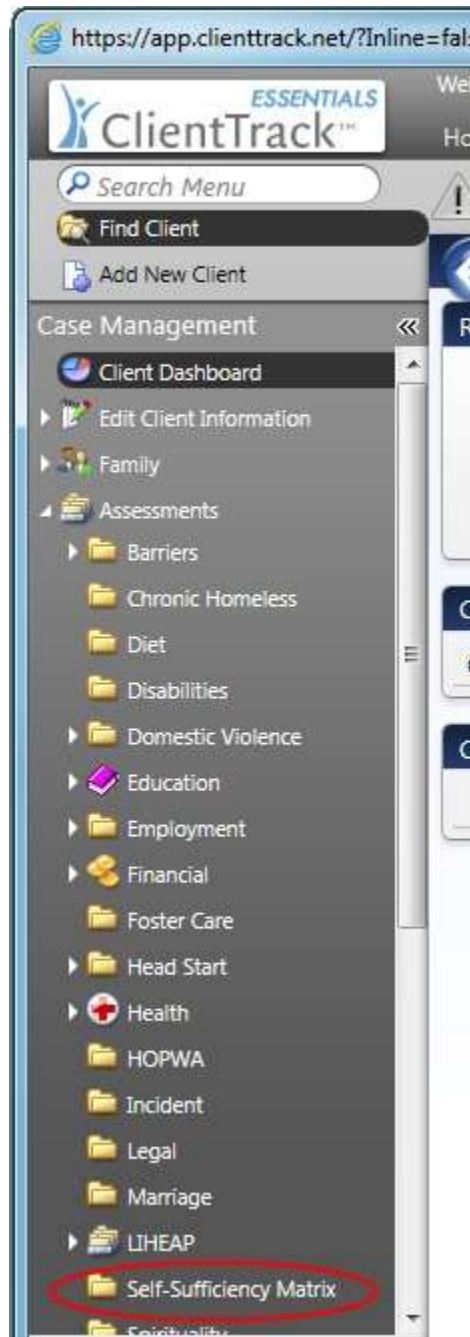 https://app.clienttrack.net/?Inline=fal
ESSENTIALS
ClientTrack™
Search Menu
Find Client
Add New Client
Case Management
Client Dashboard
Edit Client Information
Family
Assessments
Barriers
Chronic Homeless
Diet
Disabilities
Domestic Violence
Education
Employment
Financial
Foster Care
Head Start
Health
HOPWA
Incident
Legal
Marriage
LIHEAP
Self-Sufficiency Matrix